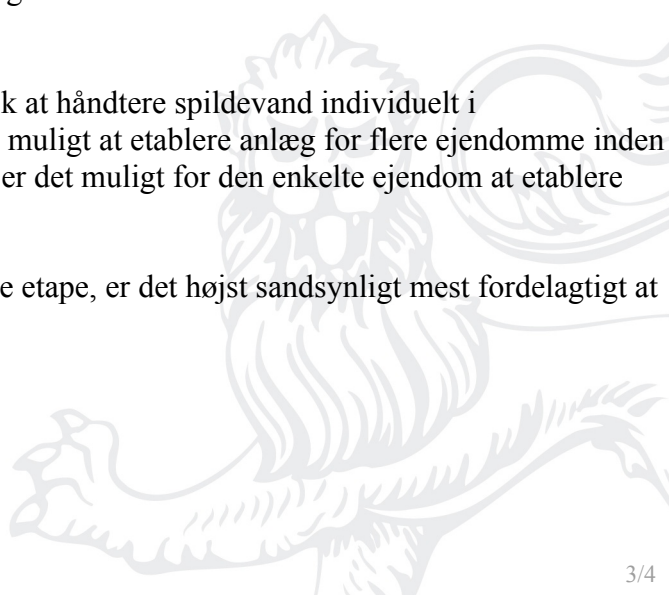 k at håndtere spildevand individuelt i
muligt at etablere anlæg for flere ejendomme inden
er det muligt for den enkelte ejendom at etablere
e etape, er det højst sandsynligt mest fordelagtigt at
3/4